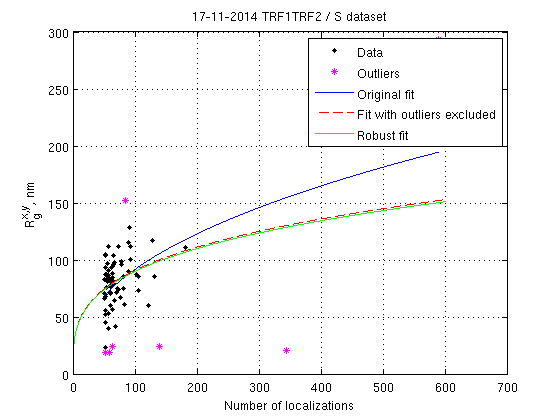 17-11-2014 TRF1TRF2 / S dataset
300
250
200
150
100
50
0
R_g^{x,y}, nm
Data
Outliers
Original fit
Fit with outliers excluded
Robust fit
0 100 200 300 400 500 600 700
Number of localizations